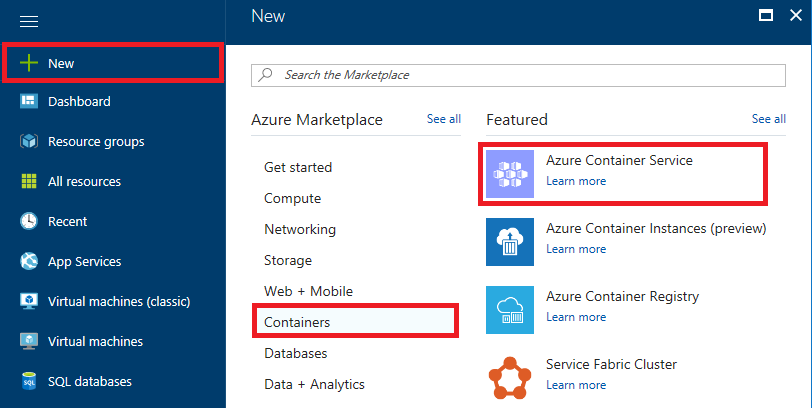 New
New
Dashboard
Resource groups
All resources
Recent
App Services
Virtual machines (classic)
Virtual machines
SQL
SQL databases
Search the Marketplace
Azure Marketplace
See all
Get started
Compute
Networking
Storage
Web + Mobile
Containers
Databases
Data + Analytics
Featured
See all
Azure Container Service
Learn more
Azure Container Instances (preview)
Learn more
Azure Container Registry
Learn more
Service Fabric Cluster
Learn more